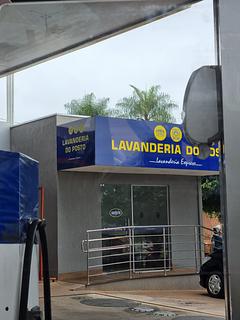 LAVANDERIA
DO POSTO
LAVANDERIA DO POS
Lavanderia Express